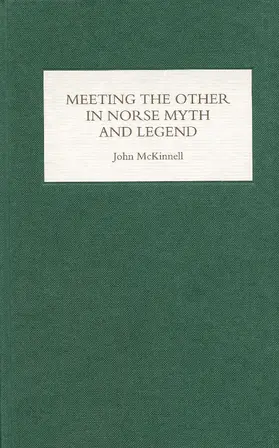 MEETING THE OTHER
IN NORSE MYTH
AND LEGEND
John McKinnell